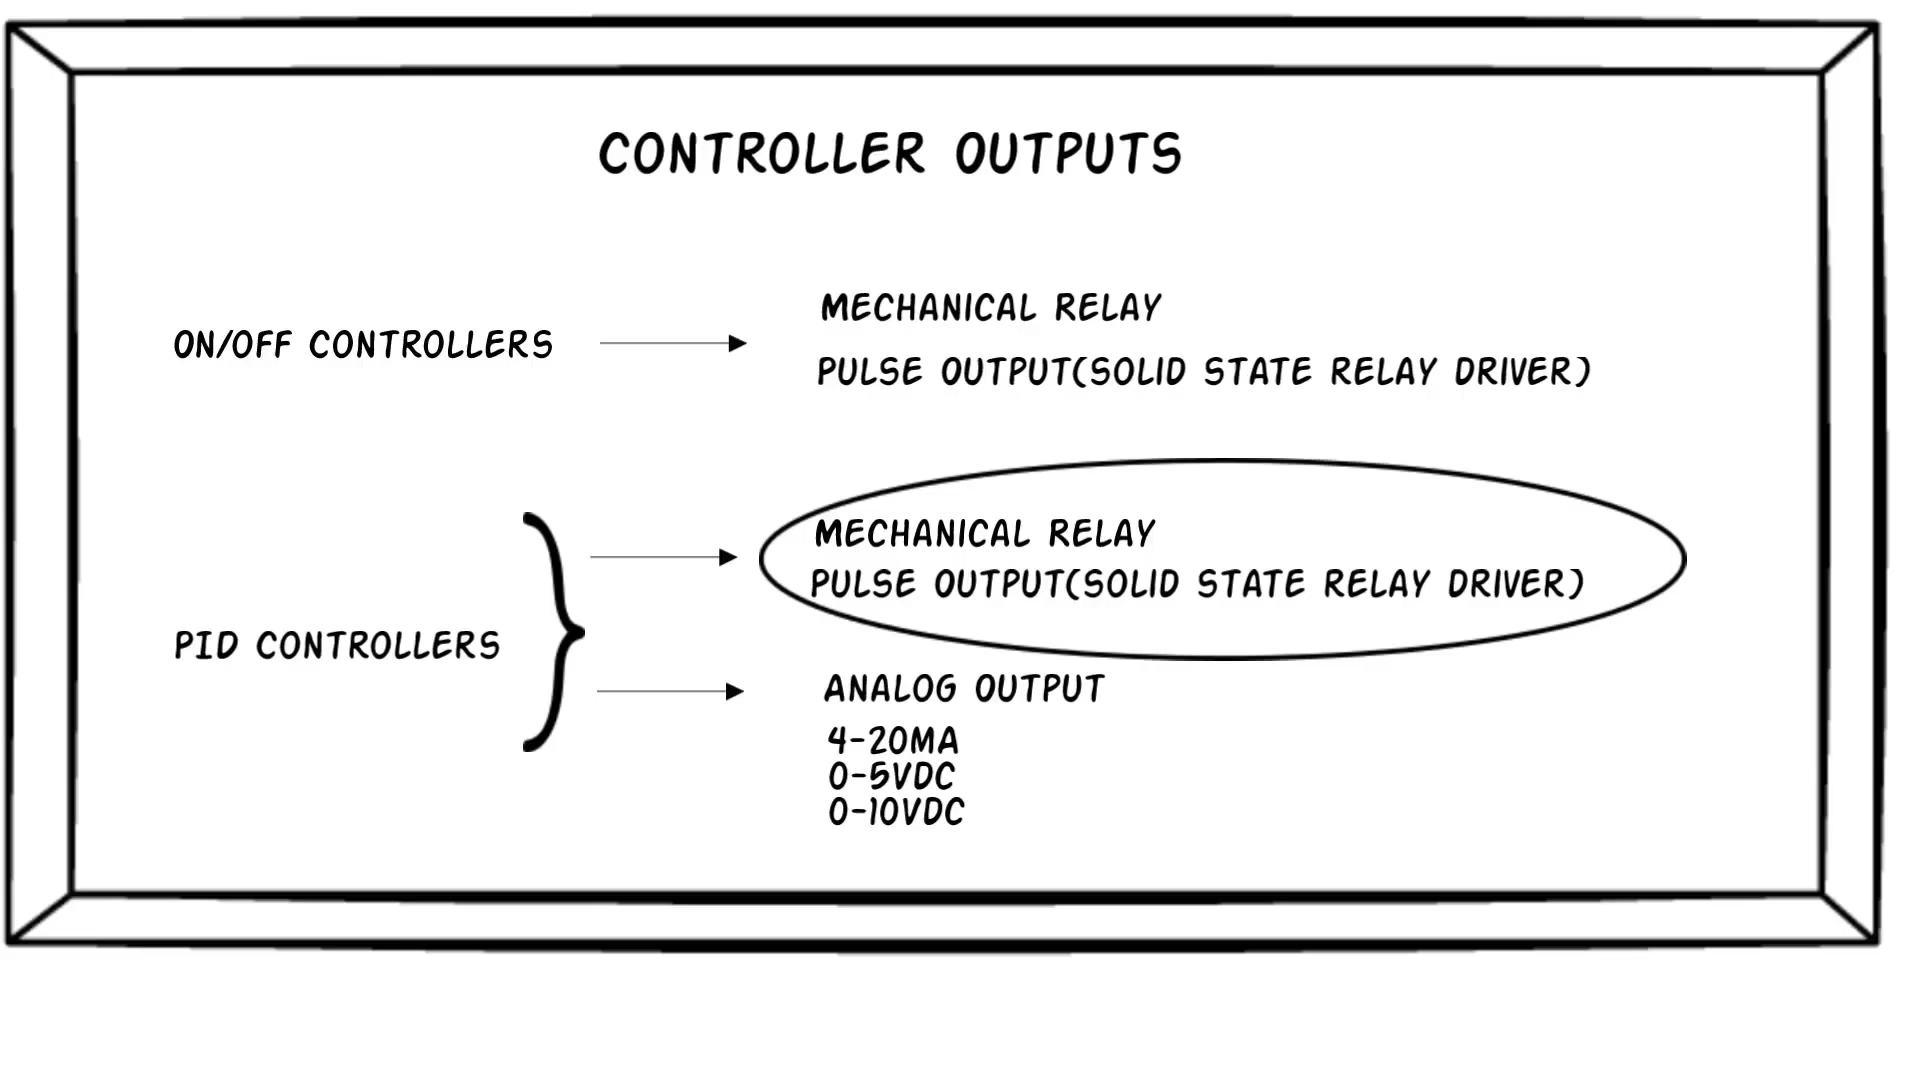 CONTROLLER OUTPUTS
ON/OFF CONTROLLERS
MECHANICAL RELAY
PULSE OUTPUT(SOLID STATE RELAY DRIVER)
PID CONTROLLERS
MECHANICAL RELAY
PULSE OUTPUT(SOLID STATE RELAY DRIVER)
ANALOG OUTPUT
4-20MA
0-5VDC
0-10VDC